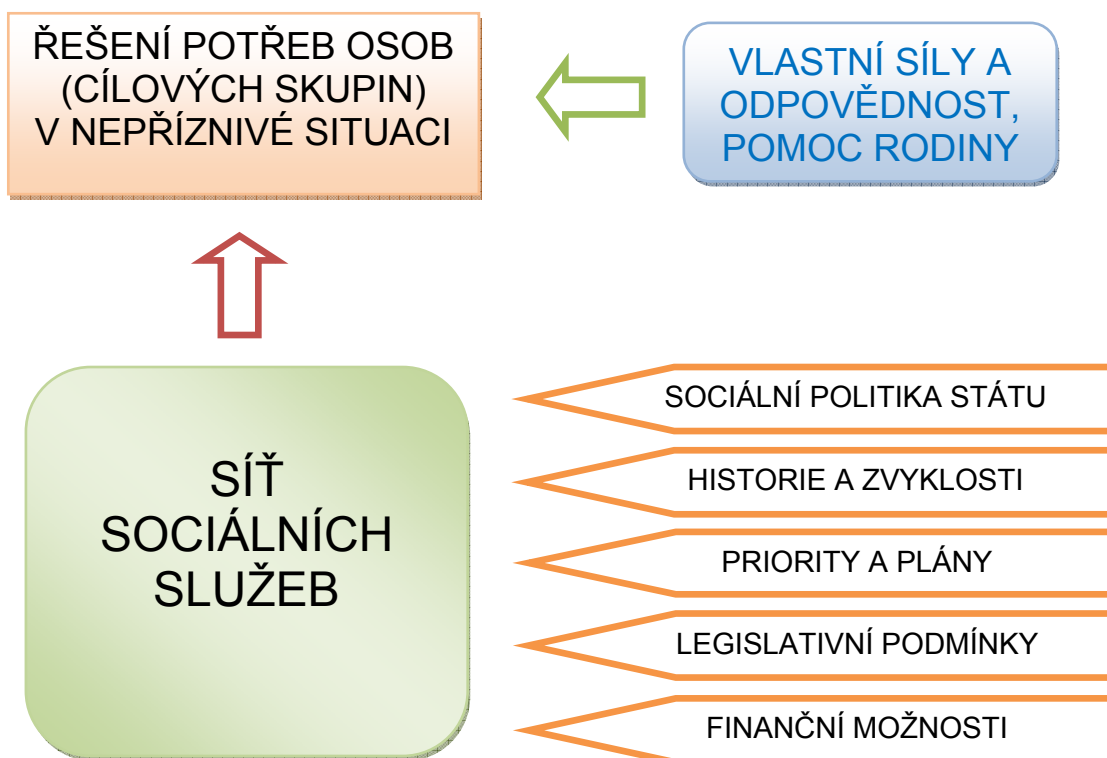 ŘEŠENÍ POTŘEB OSOB
(CÍLOVÝCH SKUPIN)
V NEPŘÍZNIVÉ SITUACI
VLASTNÍ SÍLY A
ODPOVĚDNOST,
POMOC RODINY
SÍŤ
SOCIÁLNÍCH
SLUŽEB
SOCIÁLNÍ POLITIKA STÁTU
HISTORIE A ZVYKLOSTI
PRIORITY A PLÁNY
LEGISLATIVNÍ PODMÍNKY
FINANČNÍ MOŽNOSTI